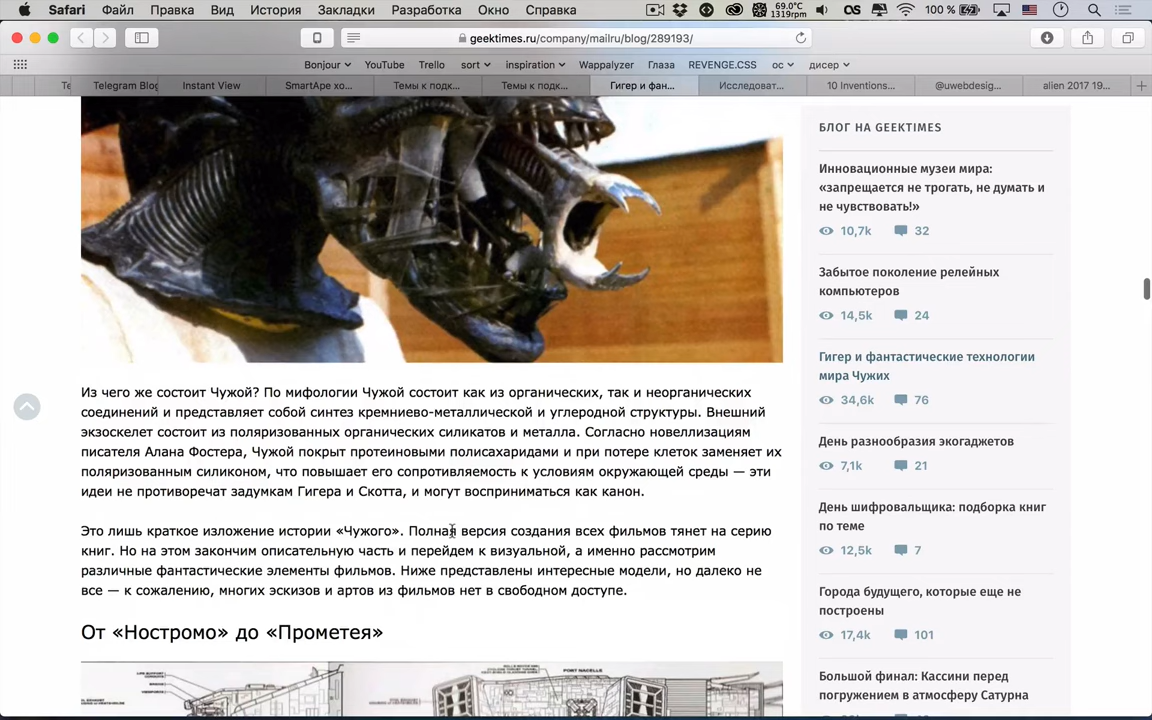 Safari Файл Правка Вид История Закладки Разработка Окно Справка 69.0°C 1319rpm 100 %
geektimes.ru/company/mailru/blog/289193/
Bonjour YouTube Trello sort inspiration Wappalyzer Глаза REVENGE.CSS ос дисер
Te Telegram Blog Instant View SmartApe хо... Темы к подк... Темы к подк... Гигер и фан... Исследоват... 10 Inventions... @uwebdesig... alien 2017 19...
Из чего же состоит Чужой? По мифологии Чужой состоит как из органических, так и неорганических
соединений и представляет собой синтез кремниево-металлической и углеродной структуры. Внешний
экзоскелет состоит из поляризованных органических силикатов и металла. Согласно новеллизациям
писателя Алана Фостера, Чужой покрыт протеиновыми полисахаридами и при потере клеток заменяет их
поляризованным силиконом, что повышает его сопротивляемость к условиям окружающей среды — эти
идеи не противоречат задумкам Гигера и Скотта, и могут восприниматься как канон.
Это лишь краткое изложение истории «Чужого». Полная версия создания всех фильмов тянет на серию
книг. Но на этом закончим описательную часть и перейдем к визуальной, а именно рассмотрим
различные фантастические элементы фильмов. Ниже представлены интересные модели, но далеко не
все — к сожалению, многих эскизов и артов из фильмов нет в свободном доступе.
От «Ностромо» до «Прометея»
PORT NACELLE
БЛОГ НА GEEKTIMES
Инновационные музеи мира:
«запрещается не трогать, не думать и
не чувствовать!»
10,7k 32
Забытое поколение релейных
компьютеров
14,5k 24
Гигер и фантастические технологии
мира Чужих
34,6k 76
День разнообразия экогаджетов
7,1k 21
День шифровальщика: подборка книг
по теме
12,5k 7
Города будущего, которые еще не
построены
17,4k 101
Большой финал: Кассини перед
погружением в атмосферу Сатурна